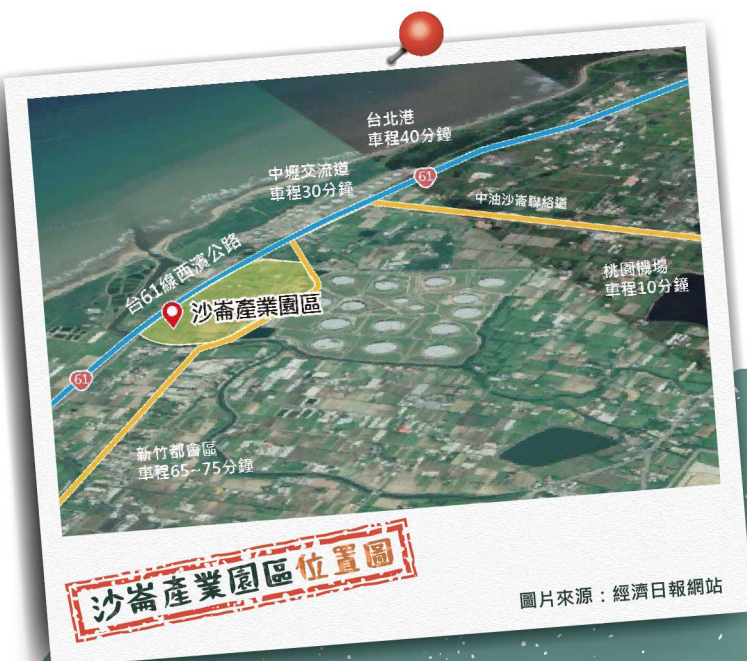 台北港
車程40分鐘
中壢交流道
車程30分鐘
61
中油沙崙聯絡道
桃園機場
車程10分鐘
台61線西濱公路
沙崙產業園區
61
新竹都會區
車程65~75分鐘
沙崙產業園區位置圖
圖片來源：經濟日報網站